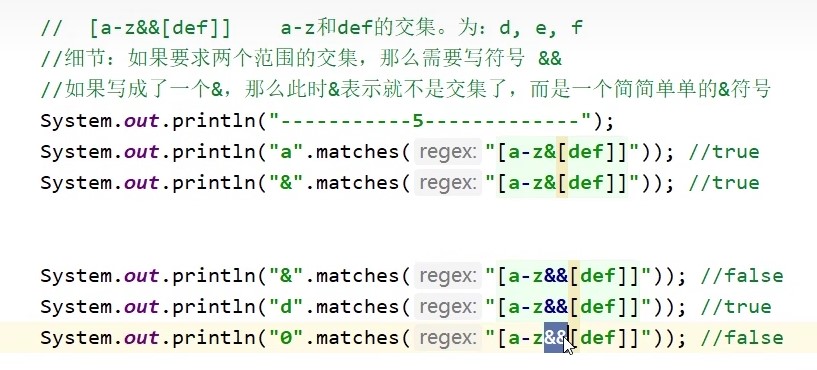 //  [a-z&&[def]]    a-z和def的交集。为：d, e, f
//细节：如果要求两个范围的交集，那么需要写符号 &&
//如果写成了一个&，那么此时&表示就不是交集了，而是一个简简单单的&符号
System.out.println("-----------5-------------");
System.out.println("a".matches( regex: "[a-z&[def]]")); //true
System.out.println("&".matches( regex: "[a-z&[def]]")); //true
System.out.println("&".matches( regex: "[a-z&&[def]]")); //false
System.out.println("d".matches( regex: "[a-z&&[def]]")); //true
System.out.println("0".matches( regex: "[a-z&&[def]]")); //false